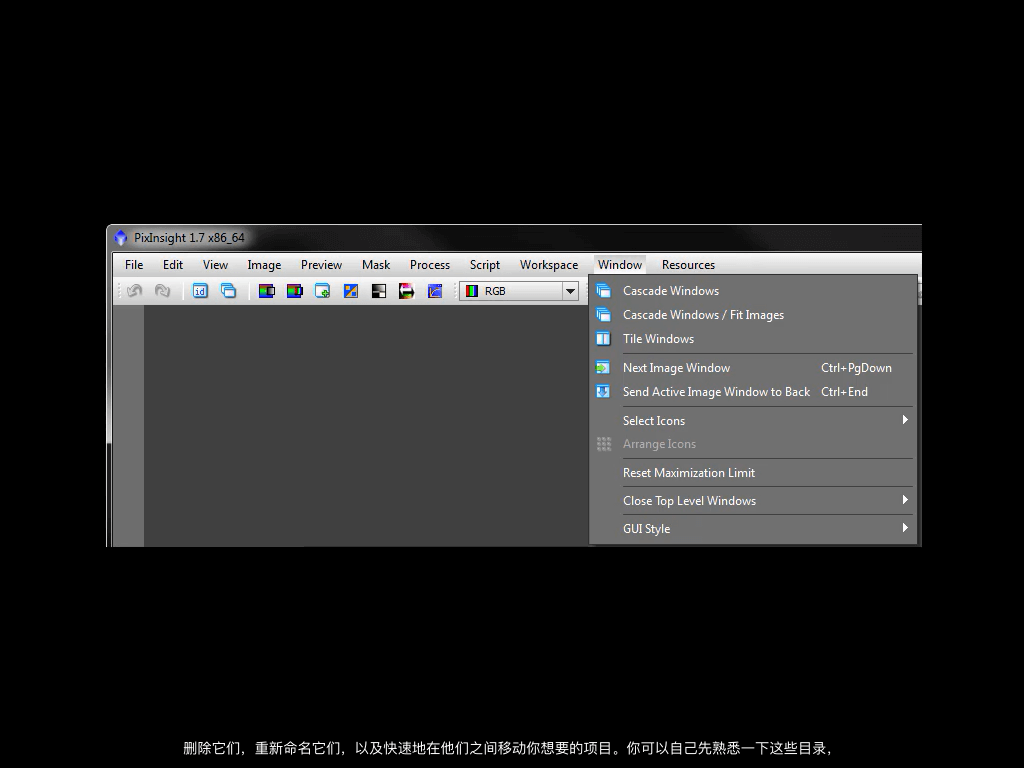 PixInsight 1.7 x86_64
File Edit View Image Preview Mask Process Script Workspace Window Resources
id RGB
Cascade Windows
Cascade Windows / Fit Images
Tile Windows
Next Image Window Ctrl+PgDown
Send Active Image Window to Back Ctrl+End
Select Icons
Arrange Icons
Reset Maximization Limit
Close Top Level Windows
GUI Style
删除它们，重新命名它们，以及快速地在他们之间移动你想要的项目。你可以自己先熟悉一下这些目录，